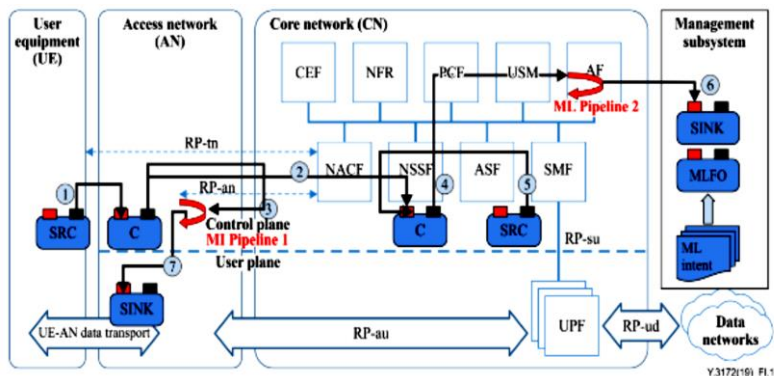 User
equipment
(UE)
Access network
(AN)
Core network (CN)
Management
subsystem
CEF
NFR
PCF
USM
AF
ML Pipeline 2
6
SINK
MLFO
ML
intent
RP-tn
NACF
NSSF
ASF
SMF
1
2
RP-an
3
4
5
SRC
C
Control plane
MI Pipeline 1
C
SRC
RP-su
7
User plane
SINK
UE-AN data transport
RP-au
UPF
RP-ud
Data
networks
Y.3172(19)_FI.1